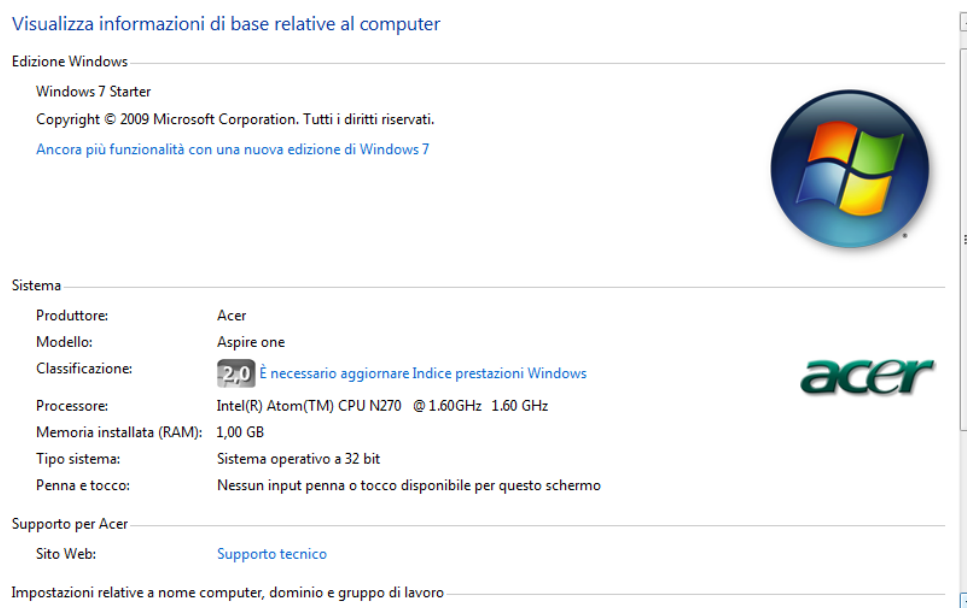 Visualizza informazioni di base relative al computer
Edizione Windows
Windows 7 Starter
Copyright © 2009 Microsoft Corporation. Tutti i diritti riservati.
Ancora più funzionalità con una nuova edizione di Windows 7
Sistema
Produttore: Acer
Modello: Aspire one
acer
Classificazione: 2,0 È necessario aggiornare Indice prestazioni Windows
Processore: Intel(R) Atom(TM) CPU N270 @ 1.60GHz 1.60 GHz
Memoria installata (RAM): 1,00 GB
Tipo sistema: Sistema operativo a 32 bit
Penna e tocco: Nessun input penna o tocco disponibile per questo schermo
Supporto per Acer
Sito Web: Supporto tecnico
Impostazioni relative a nome computer, dominio e gruppo di lavoro